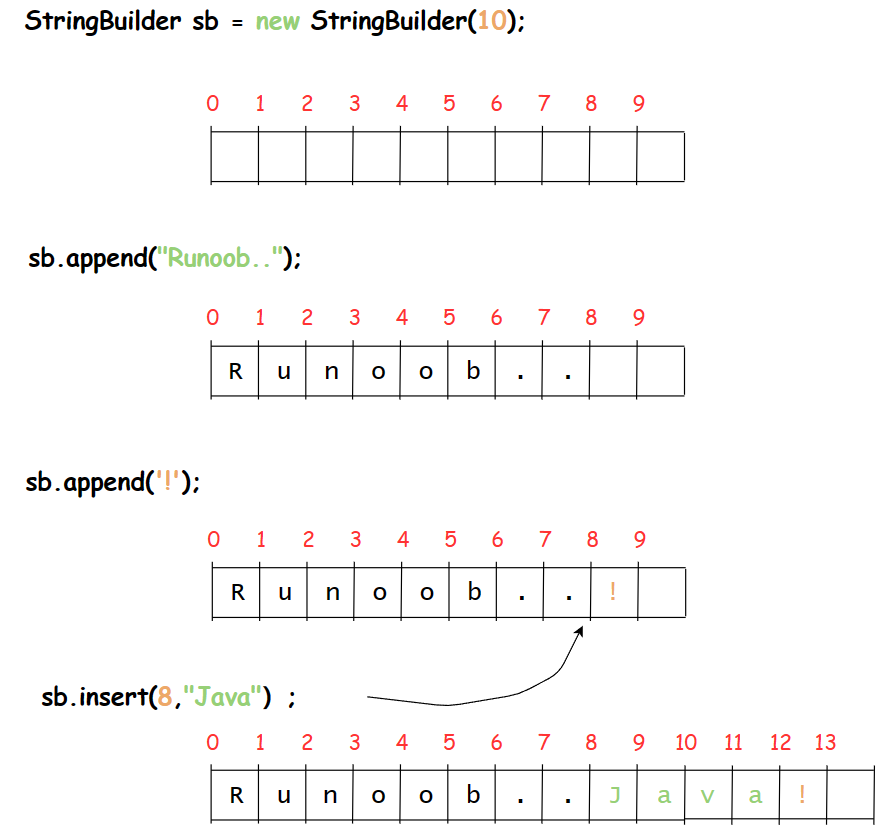 StringBuilder sb = new StringBuilder(10);
0 1 2 3 4 5 6 7 8 9
sb.append("Runoob..");
0 1 2 3 4 5 6 7 8 9
R u n o o b . .
sb.append('!');
0 1 2 3 4 5 6 7 8 9
R u n o o b . . !
sb.insert(8,"Java") ;
0 1 2 3 4 5 6 7 8 9 10 11 12 13
R u n o o b . . J a v a !